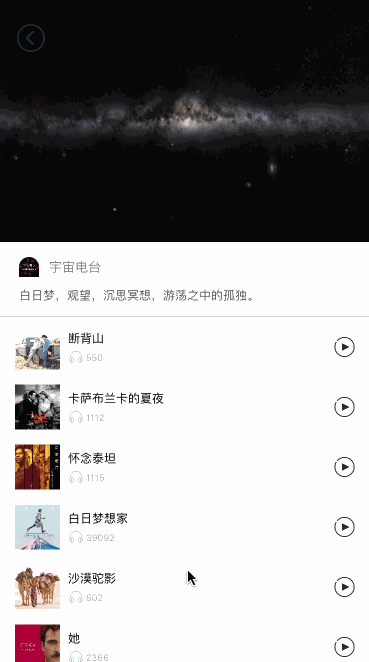 宇宙电台
白日梦，观望，沉思冥想，游荡之中的孤独。
断背山
550
卡萨布兰卡的夏夜
1112
怀念泰坦
1115
白日梦想家
39092
沙漠驼影
602
她
2366